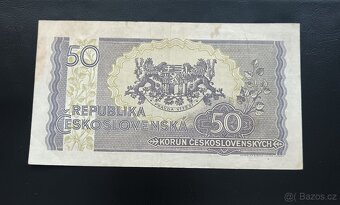 50
REPUBLIKA
ČESKOSLOVENSKÁ
50
KORUN ČESKOSLOVENSKÝCH
Bazos.cz